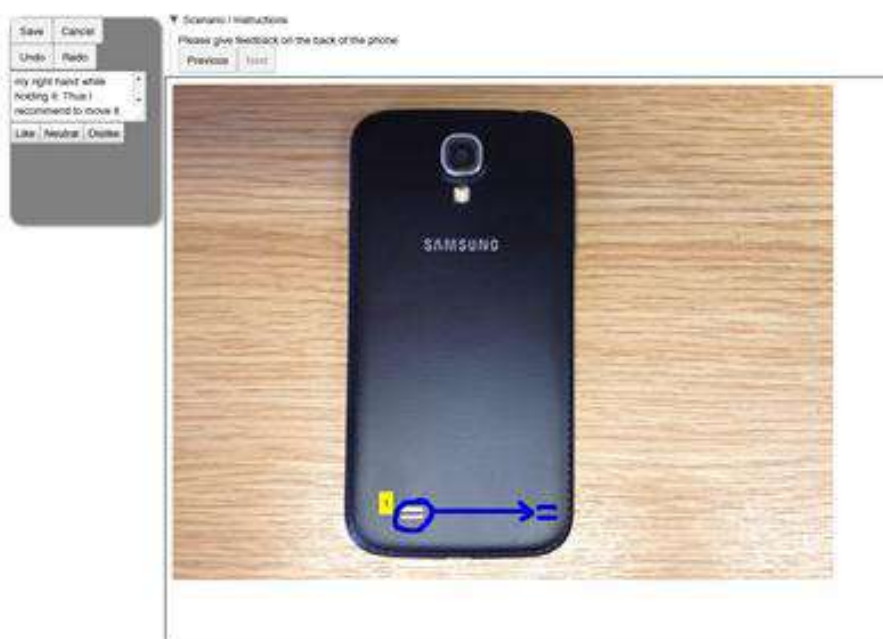 Save Cancel
Undo Redo
my right hand while
holding it. Thus I
recommend to move it
Like Neutral Dislike
▼ Scenario / Instructions
Please give feedback on the back of the phone
Previous Next
SAMSUNG
1